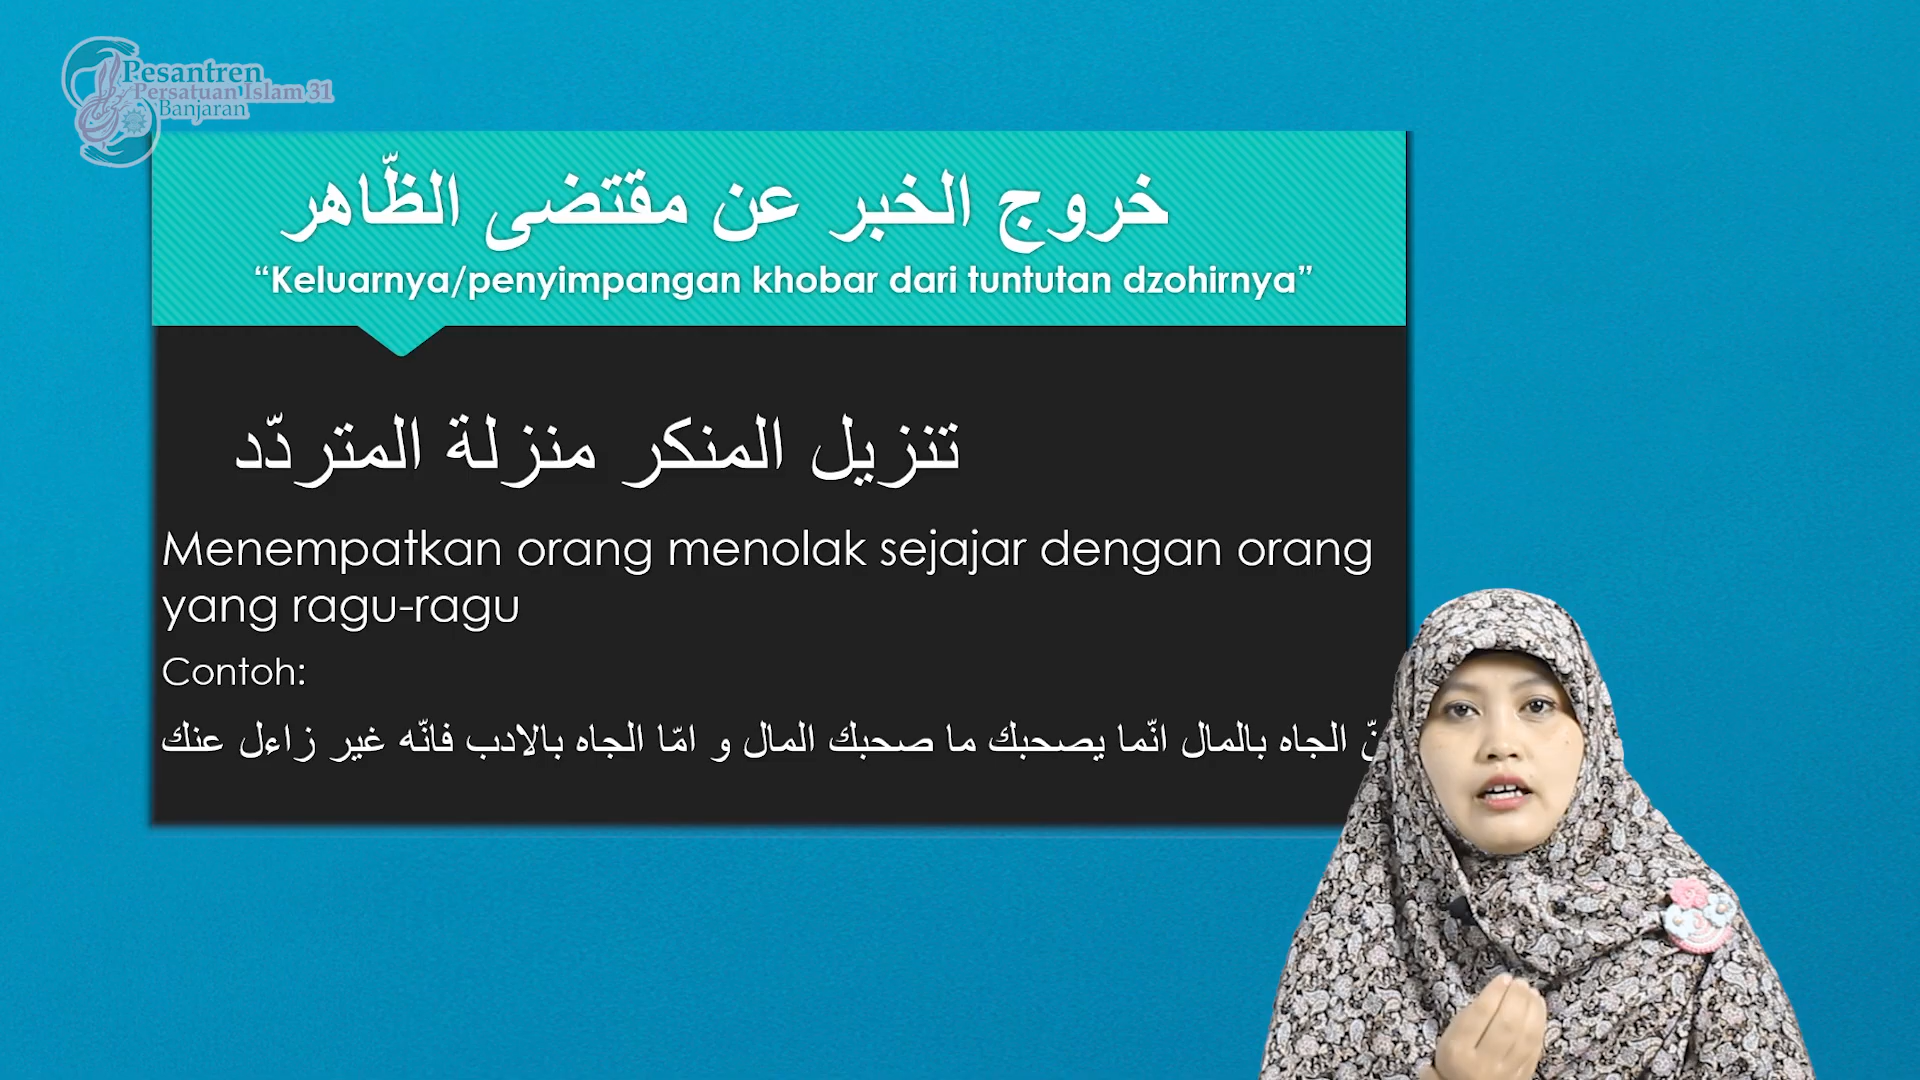 Pesantren
Persatuan Islam 31
Banjaran
خروج الخبر عن مقتضى الظّاهر
“Keluarnya/penyimpangan khobar dari tuntutan dzohirnya”
تنزيل المنكر منزلة المتردّد
Menempatkan orang menolak sejajar dengan orang
yang ragu-ragu
Contoh:
الجاه بالمال انّما يصحبك ما صحبك المال و امّا الجاه بالادب فانّه غير زاءل عنك